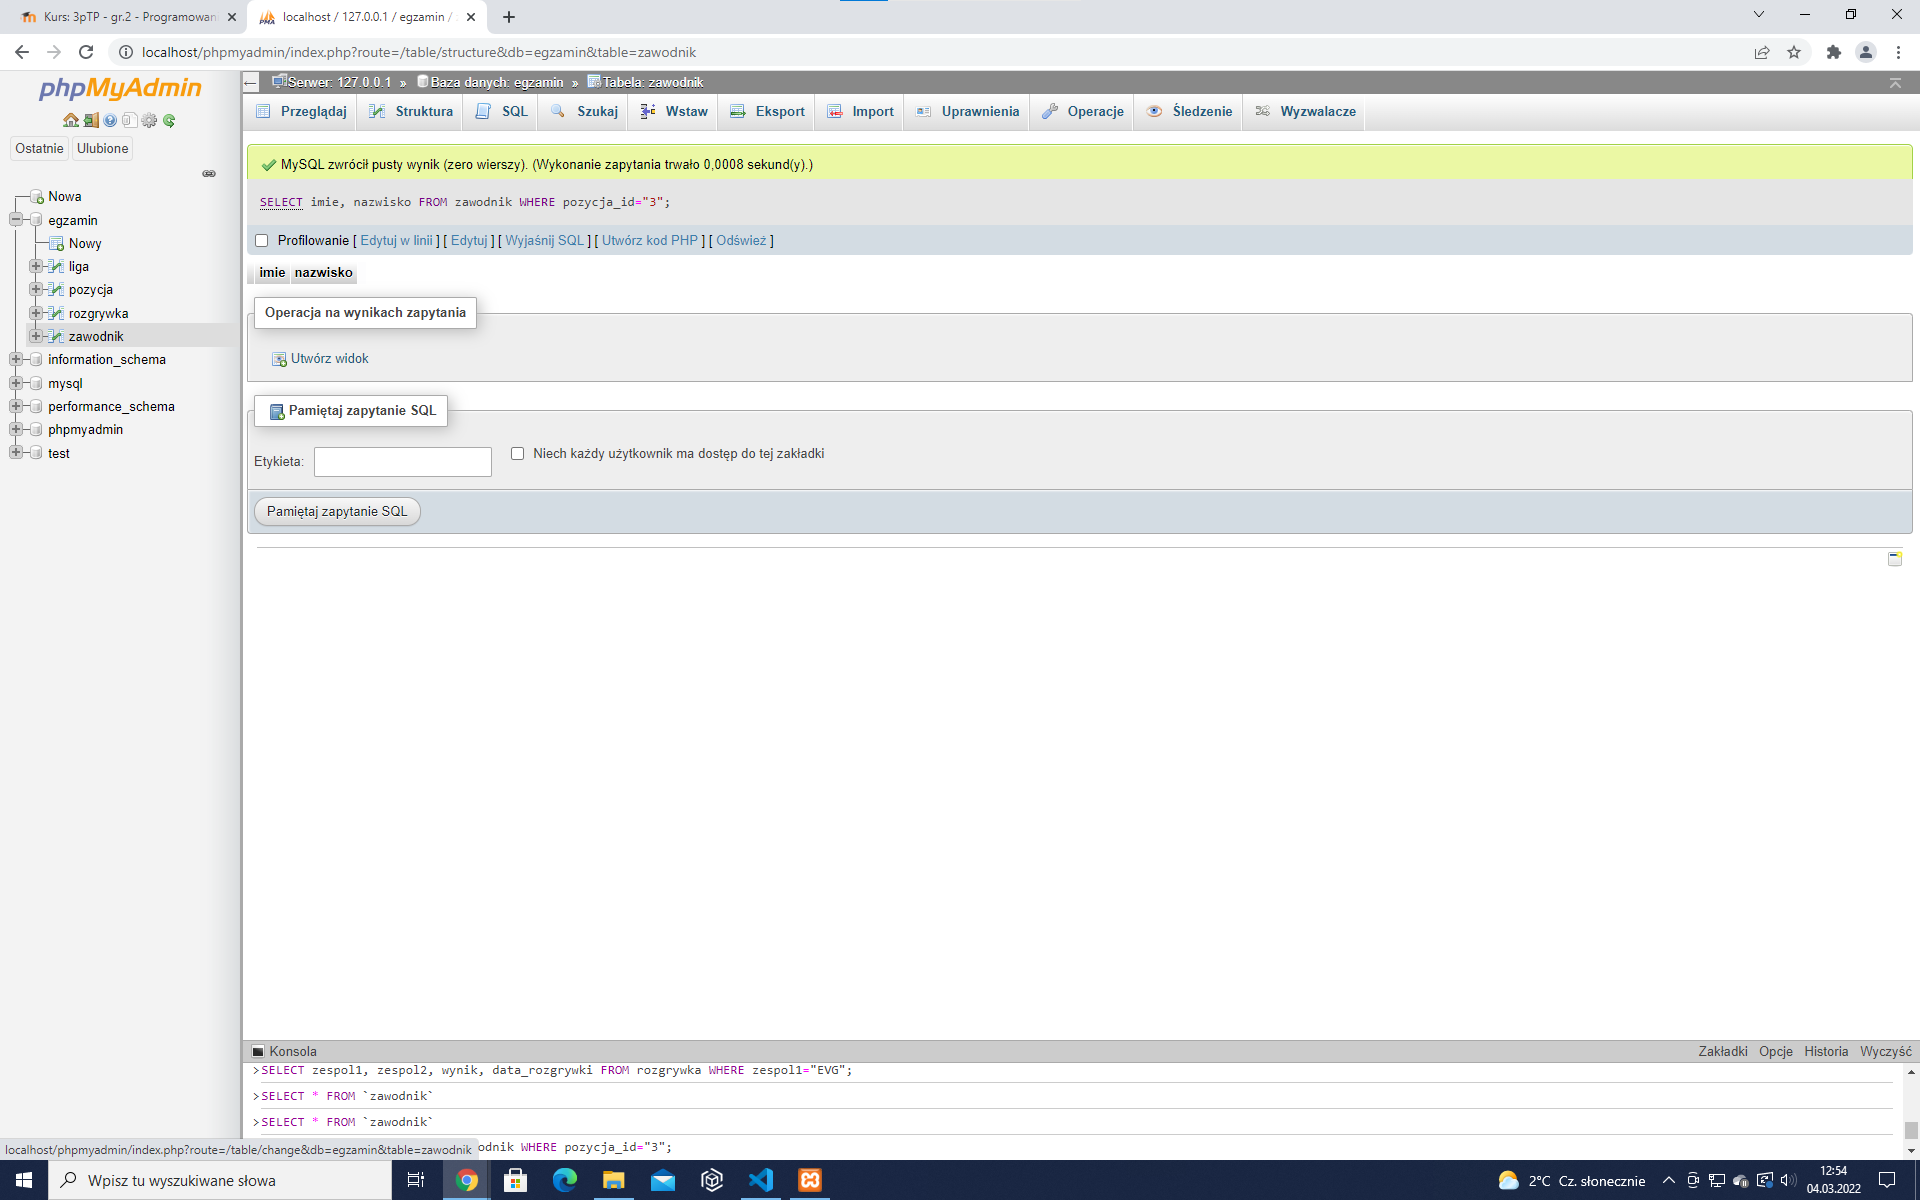 Kurs: 3pTP - gr.2 - Programowan
localhost / 127.0.0.1 / egzamin /
localhost/phpmyadmin/index.php?route=/table/structure&db=egzamin&table=zawodnik
phpMyAdmin
Ostatnie
Ulubione
Nowa
egzamin
Nowy
liga
pozycja
rozgrywka
zawodnik
information_schema
mysql
performance_schema
phpmyadmin
test
Serwer: 127.0.0.1 » Baza danych: egzamin » Tabela: zawodnik
Przeglądaj
Struktura
SQL
Szukaj
Wstaw
Eksport
Import
Uprawnienia
Operacje
Śledzenie
Wyzwalacze
MySQL zwrócił pusty wynik (zero wierszy). (Wykonanie zapytania trwało 0,0008 sekund(y).)
SELECT imie, nazwisko FROM zawodnik WHERE pozycja_id="3";
Profilowanie [ Edytuj w linii ] [ Edytuj ] [ Wyjaśnij SQL ] [ Utwórz kod PHP ] [ Odśwież ]
imie nazwisko
Operacja na wynikach zapytania
Utwórz widok
Pamiętaj zapytanie SQL
Etykieta:
Niech każdy użytkownik ma dostęp do tej zakładki
Pamiętaj zapytanie SQL
Konsola
Zakładki Opcje Historia Wyczyść
>SELECT zespol1, zespol2, wynik, data_rozgrywki FROM rozgrywka WHERE zespol1="EVG";
>SELECT * FROM `zawodnik`
>SELECT * FROM `zawodnik`
odnik WHERE pozycja_id="3";
localhost/phpmyadmin/index.php?route=/table/change&db=egzamin&table=zawodnik
Wpisz tu wyszukiwane słowa
2°C Cz. słonecznie
12:54
04.03.2022